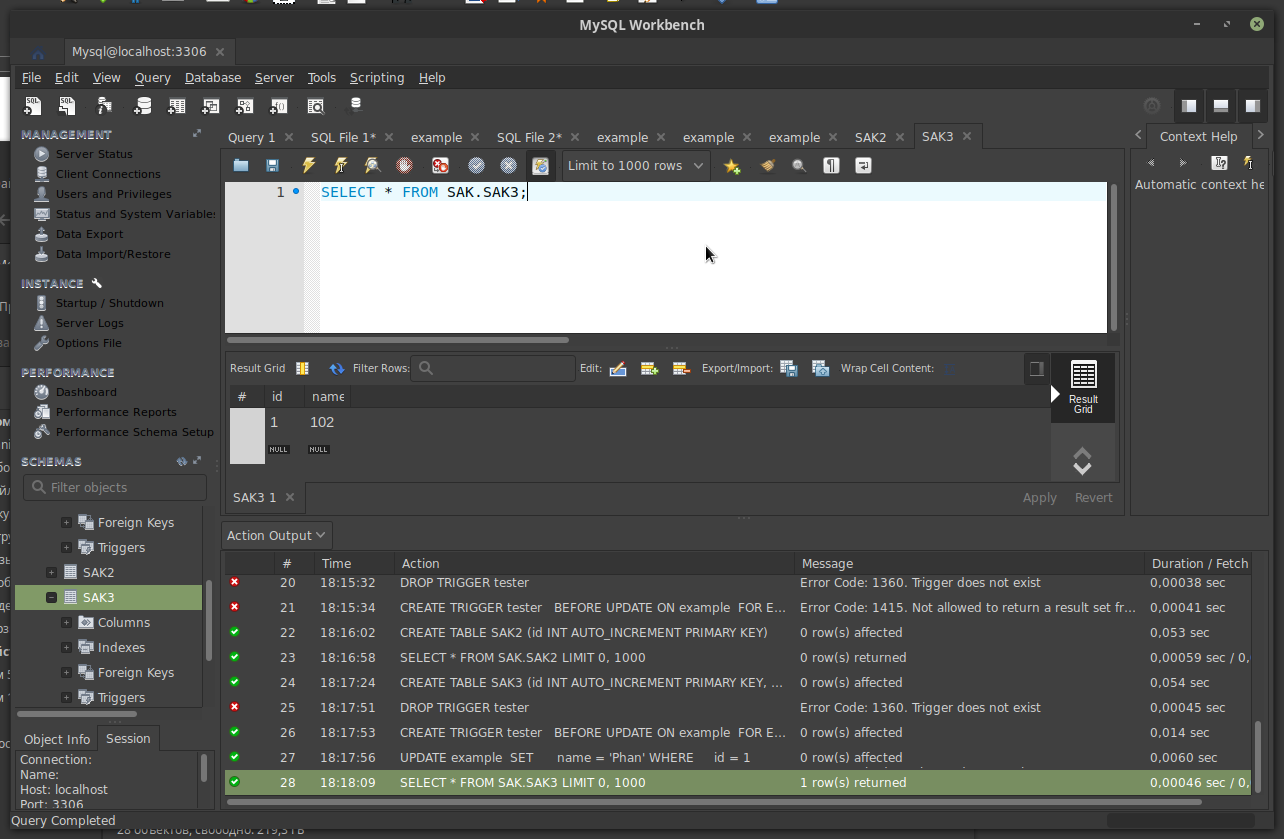 MySQL Workbench
Mysql@localhost:3306
File Edit View Query Database Server Tools Scripting Help
MANAGEMENT
Server Status
Client Connections
Users and Privileges
Status and System Variables
Data Export
Data Import/Restore
INSTANCE
Startup / Shutdown
Server Logs
Options File
PERFORMANCE
Dashboard
Performance Reports
Performance Schema Setup
SCHEMAS
Filter objects
Foreign Keys
Triggers
SAK2
SAK3
Columns
Indexes
Foreign Keys
Triggers
Object Info Session
Connection:
Name:
Host: localhost
Port: 3306
Query 1 SQL File 1* example SQL File 2* example example example SAK2 SAK3
Limit to 1000 rows
1 SELECT * FROM SAK.SAK3;
Context Help
Automatic context he
Result Grid Filter Rows: Edit: Export/Import: Wrap Cell Content:
# id name
1 102
NULL NULL
Result
Grid
SAK3 1 Apply Revert
Action Output
# Time Action Message Duration / Fetch
20 18:15:32 DROP TRIGGER tester Error Code: 1360. Trigger does not exist 0,00038 sec
21 18:15:34 CREATE TRIGGER tester BEFORE UPDATE ON example FOR E... Error Code: 1415. Not allowed to return a result set fr... 0,00041 sec
22 18:16:02 CREATE TABLE SAK2 (id INT AUTO_INCREMENT PRIMARY KEY) 0 row(s) affected 0,053 sec
23 18:16:58 SELECT * FROM SAK.SAK2 LIMIT 0, 1000 0 row(s) returned 0,00059 sec / 0,
24 18:17:24 CREATE TABLE SAK3 (id INT AUTO_INCREMENT PRIMARY KEY, ... 0 row(s) affected 0,054 sec
25 18:17:51 DROP TRIGGER tester Error Code: 1360. Trigger does not exist 0,00045 sec
26 18:17:53 CREATE TRIGGER tester BEFORE UPDATE ON example FOR E... 0 row(s) affected 0,014 sec
27 18:17:56 UPDATE example SET name = 'Phan' WHERE id = 1 0 row(s) affected 0,0060 sec
28 18:18:09 SELECT * FROM SAK.SAK3 LIMIT 0, 1000 1 row(s) returned 0,00046 sec / 0,
Query Completed